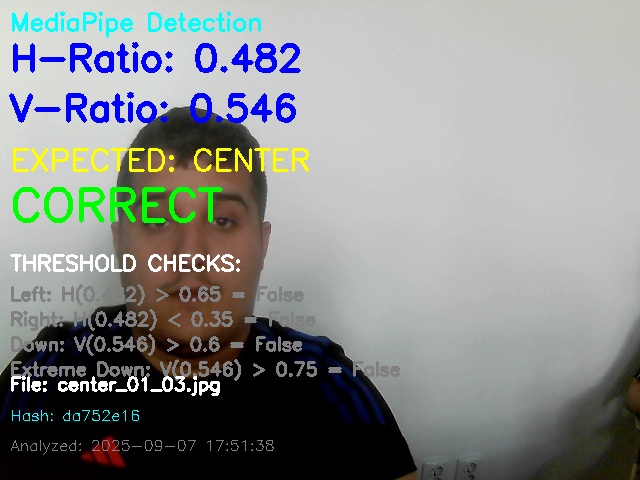 MediaPipe Detection
H-Ratio: 0.482
V-Ratio: 0.546
EXPECTED: CENTER
CORRECT
THRESHOLD CHECKS:
Left: H(0.482) > 0.65 = False
Right: H(0.482) < 0.35 = False
Down: V(0.546) > 0.6 = False
Extreme Down: V(0.546) > 0.75 = False
File: center_01_03.jpg
Hash: da752e16
Analyzed: 2025-09-07 17:51:38